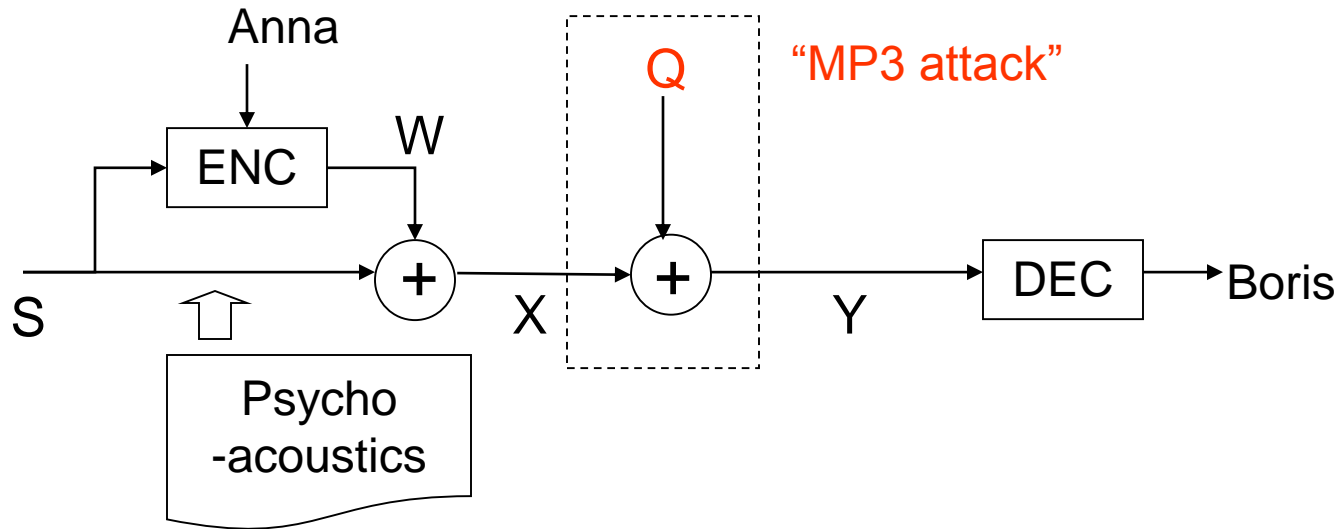 Anna
Q
“MP3 attack”
W
ENC
+
+
DEC
Boris
S
X
Y
Psycho
-acoustics